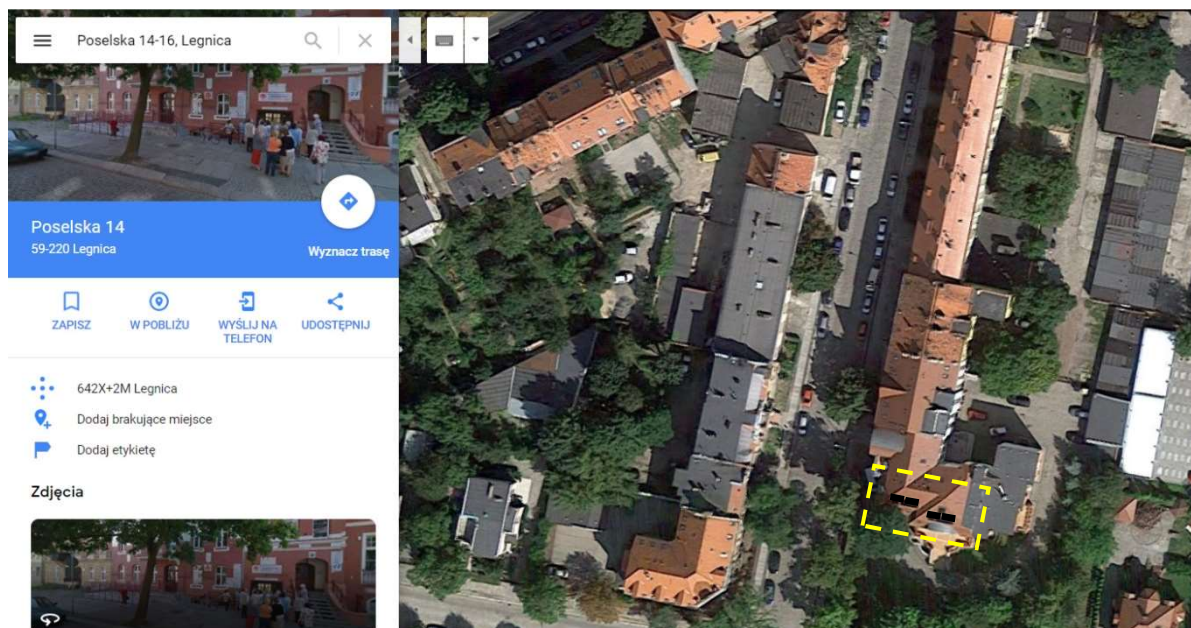 Poselska 14-16, Legnica
Poselska 14
59-220 Legnica
Wyznacz trasę
ZAPISZ
W POBLIŻU
WYŚLIJ NA
TELEFON
UDOSTĘPNIJ
642X+2M Legnica
Dodaj brakujące miejsce
Dodaj etykietę
Zdjęcia